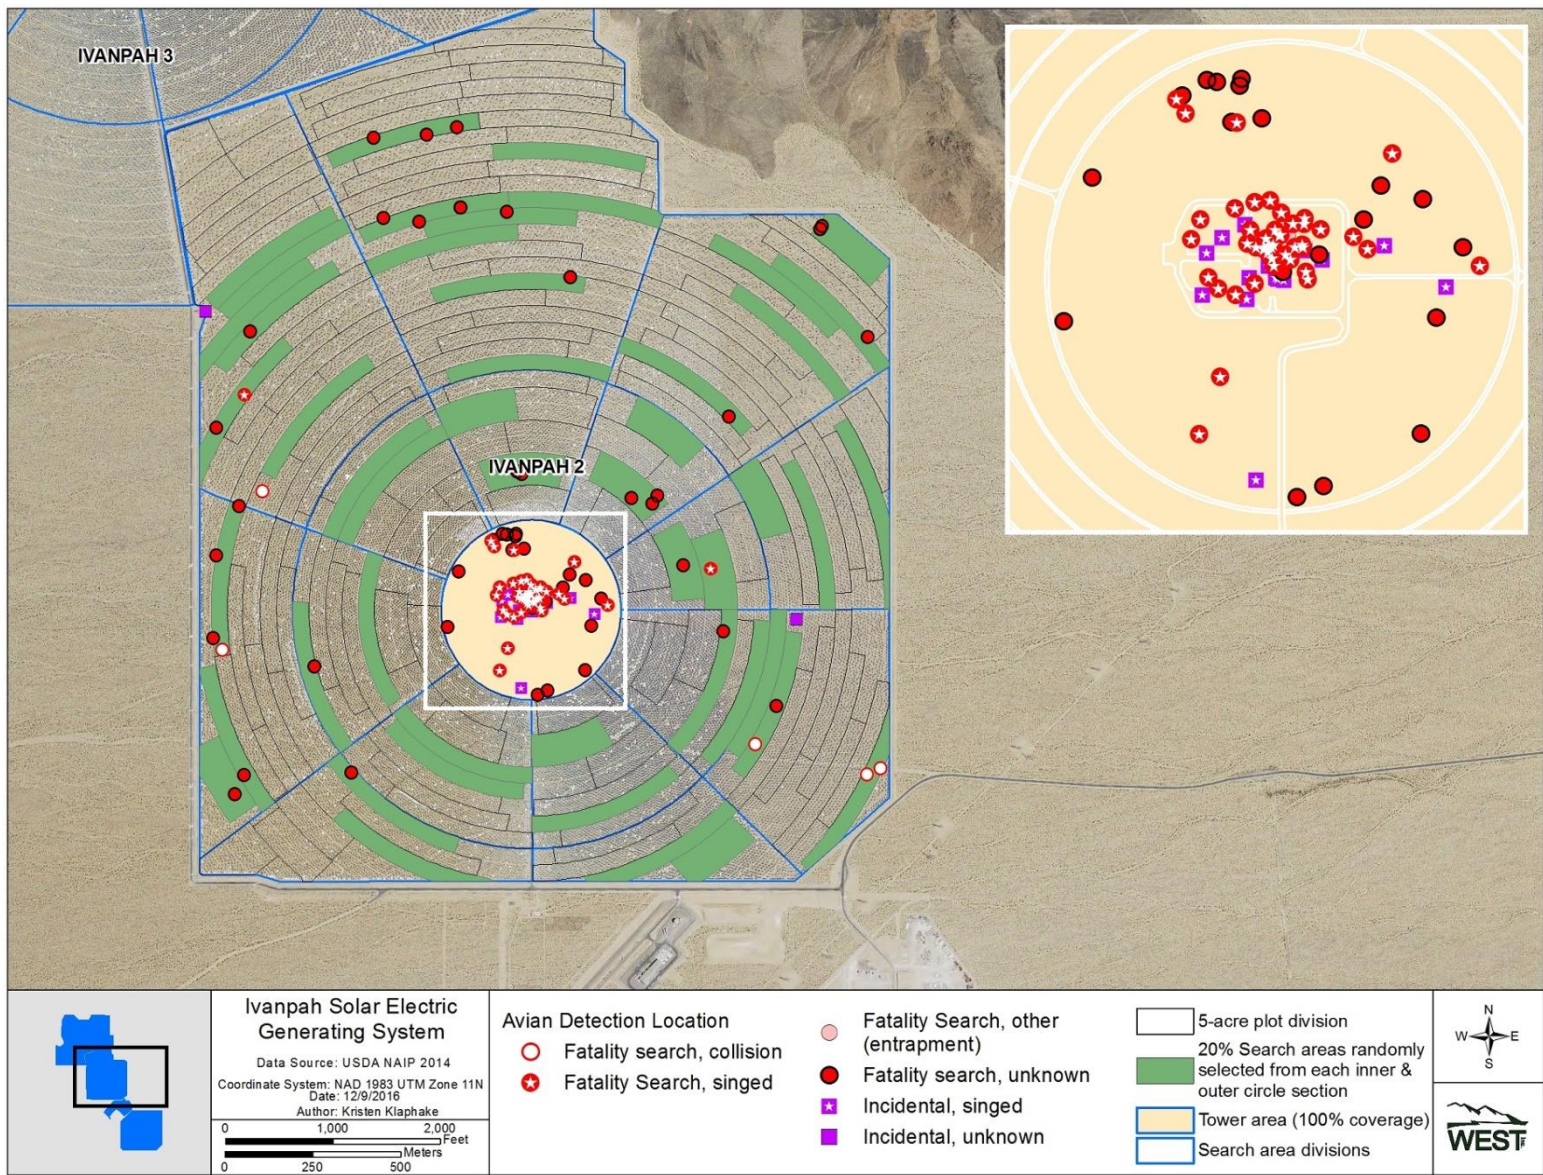 IVANPAH 3
IVANPAH 2
Ivanpah Solar Electric
Generating System
Data Source: USDA NAIP 2014
Coordinate System: NAD 1983 UTM Zone 11N
Date: 12/9/2016
Author: Kristen Klaphake
0 1,000 2,000
Feet
Meters
0 250 500
Avian Detection Location
Fatality search, collision
Fatality Search, singed
Fatality Search, other
(entrapment)
Fatality search, unknown
Incidental, singed
Incidental, unknown
5-acre plot division
20% Search areas randomly
selected from each inner &
outer circle section
Tower area (100% coverage)
Search area divisions
N
W E
S
WEST